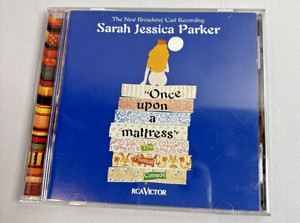 The New Broadway Cast Recording
Sarah Jessica Parker
"Once
upon
a
mattress"
The
Musical
Comedy
RCA VICTOR